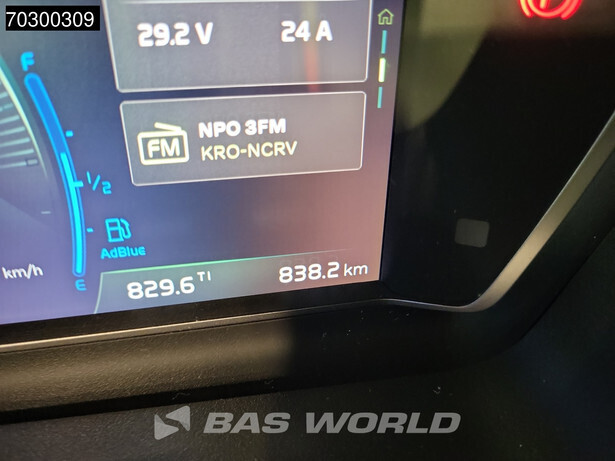 70300309
29.2 V 24 A
F
FM NPO 3FM
KRO-NCRV
1/2
AdBlue
km/h
E 829.6 TI 838.2 km
BAS WORLD